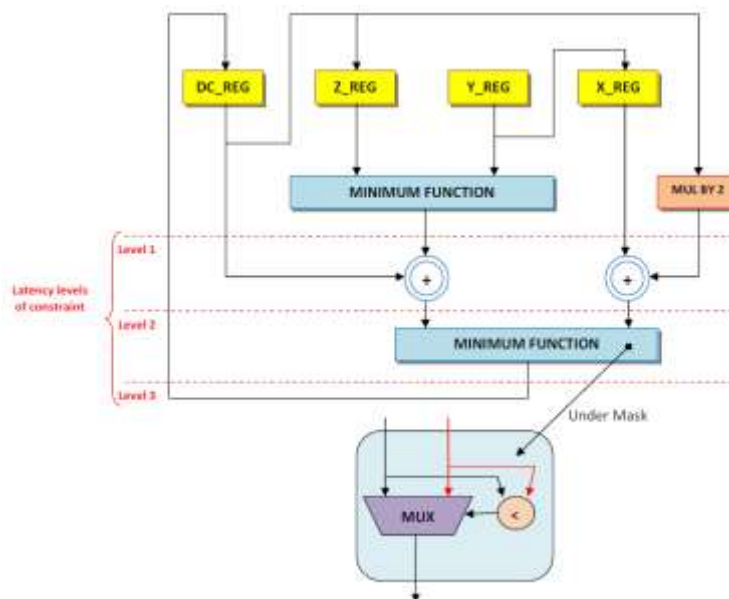 DC_REG
Z_REG
Y_REG
X_REG
MINIMUM FUNCTION
MUL BY 2
Level 1
Latency levels
of constraint
+
+
Level 2
MINIMUM FUNCTION
Level 3
Under Mask
MUX
<